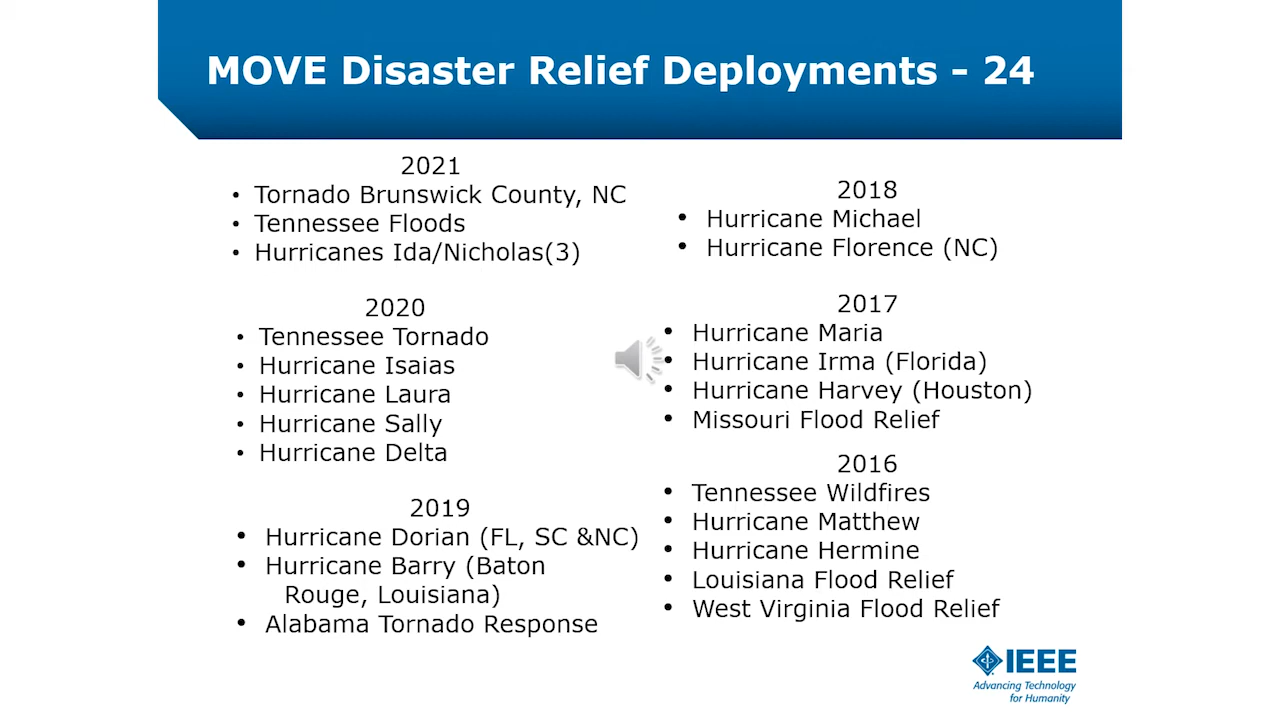 MOVE Disaster Relief Deployments - 24
2021
• Tornado Brunswick County, NC
• Tennessee Floods
• Hurricanes Ida/Nicholas(3)
2020
• Tennessee Tornado
• Hurricane Isaias
• Hurricane Laura
• Hurricane Sally
• Hurricane Delta
2019
• Hurricane Dorian (FL, SC &NC)
• Hurricane Barry (Baton
Rouge, Louisiana)
• Alabama Tornado Response
2018
• Hurricane Michael
• Hurricane Florence (NC)
2017
• Hurricane Maria
• Hurricane Irma (Florida)
• Hurricane Harvey (Houston)
• Missouri Flood Relief
2016
• Tennessee Wildfires
• Hurricane Matthew
• Hurricane Hermine
• Louisiana Flood Relief
• West Virginia Flood Relief
IEEE
Advancing Technology
for Humanity